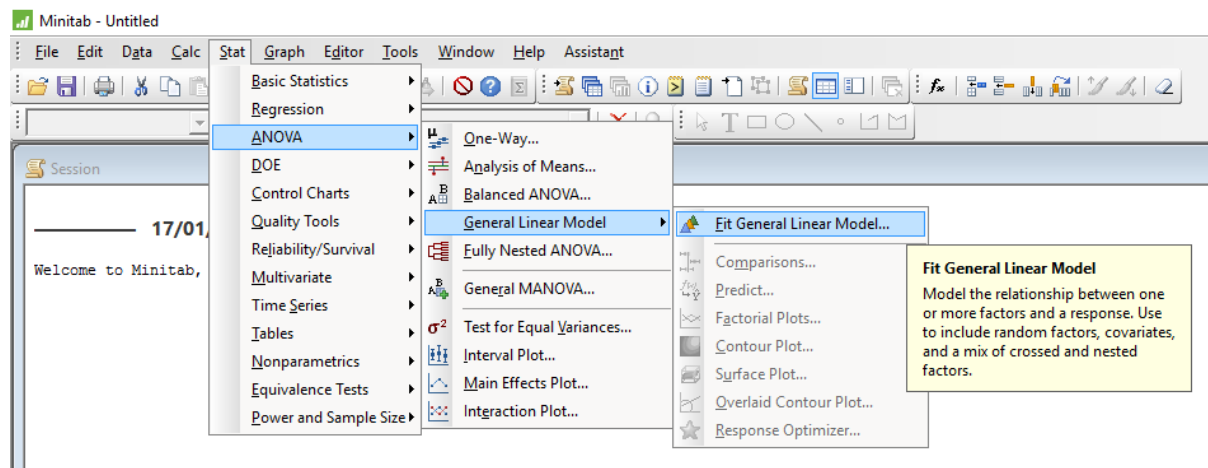 Minitab - Untitled
File Edit Data Calc Stat Graph Editor Tools Window Help Assistant
Session
17/01/
Welcome to Minitab,
Basic Statistics
Regression
ANOVA
DOE
Control Charts
Quality Tools
Reliability/Survival
Multivariate
Time Series
Tables
Nonparametrics
Equivalence Tests
Power and Sample Size
One-Way...
Analysis of Means...
Balanced ANOVA...
General Linear Model
Fully Nested ANOVA...
General MANOVA...
σ² Test for Equal Variances...
Interval Plot...
Main Effects Plot...
Interaction Plot...
Fit General Linear Model...
Comparisons...
Predict...
Factorial Plots...
Contour Plot...
Surface Plot...
Overlaid Contour Plot...
Response Optimizer...
Fit General Linear Model
Model the relationship between one
or more factors and a response. Use
to include random factors, covariates,
and a mix of crossed and nested
factors.